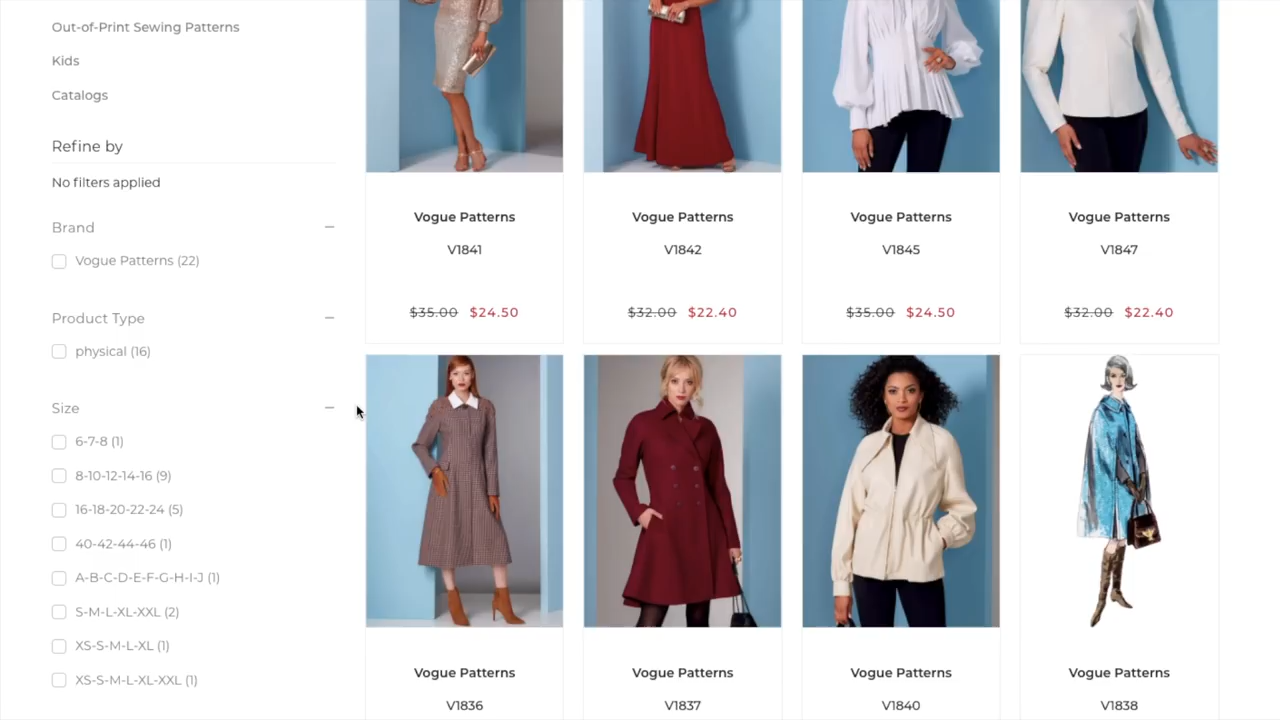 Out-of-Print Sewing Patterns
Kids
Catalogs
Refine by
No filters applied
Brand
Vogue Patterns (22)
Product Type
physical (16)
Size
6-7-8 (1)
8-10-12-14-16 (9)
16-18-20-22-24 (5)
40-42-44-46 (1)
A-B-C-D-E-F-G-H-I-J (1)
S-M-L-XL-XXL (2)
XS-S-M-L-XL (1)
XS-S-M-L-XL-XXL (1)
Vogue Patterns
V1841
$35.00 $24.50
Vogue Patterns
V1842
$32.00 $22.40
Vogue Patterns
V1845
$35.00 $24.50
Vogue Patterns
V1847
$32.00 $22.40
Vogue Patterns
V1836
Vogue Patterns
V1837
Vogue Patterns
V1840
Vogue Patterns
V1838